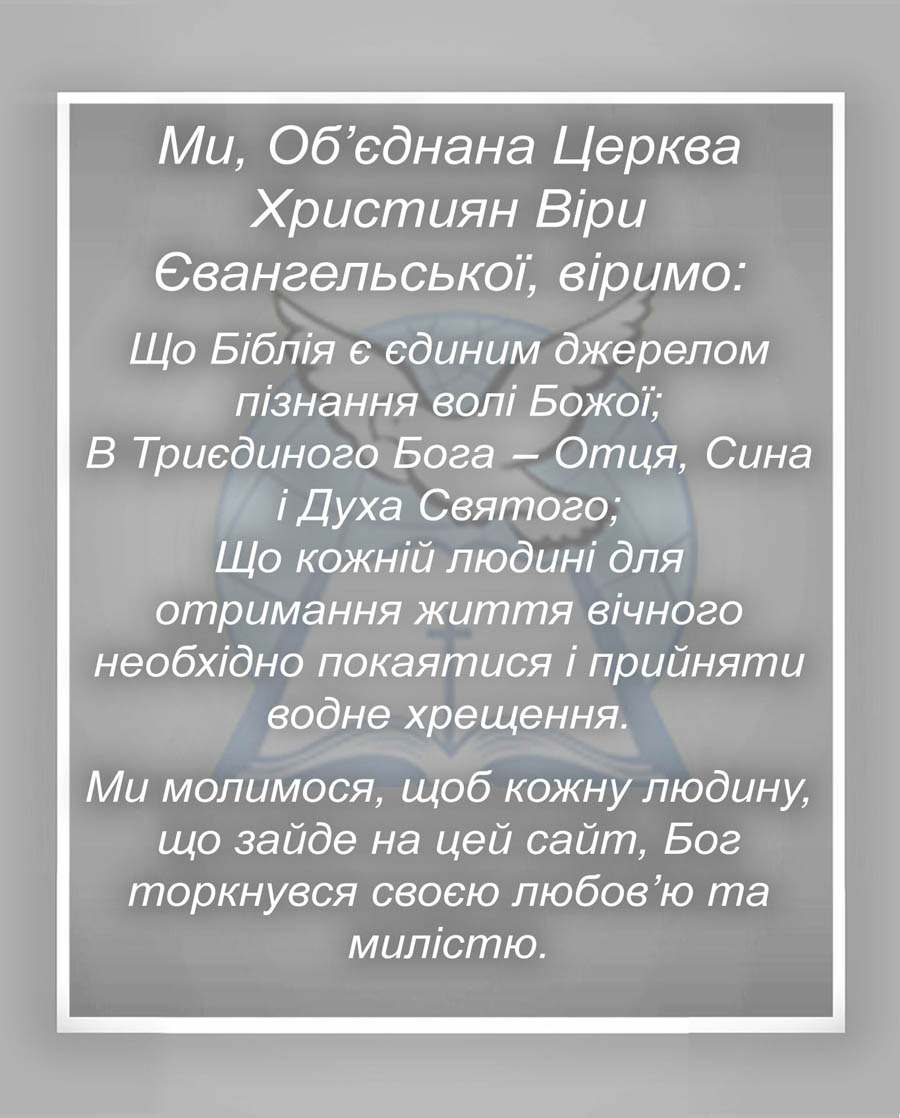 Ми, Об’єднана Церква
Християн Віри
Євангельської, віримо:
Що Біблія є єдиним джерелом
пізнання волі Божої;
В Триєдиного Бога – Отця, Сина
і Духа Святого;
Що кожній людині для
отримання життя вічного
необхідно покаятися і прийняти
водне хрещення.
Ми молимося, щоб кожну людину,
що зайде на цей сайт, Бог
торкнувся своєю любов’ю та
милістю.